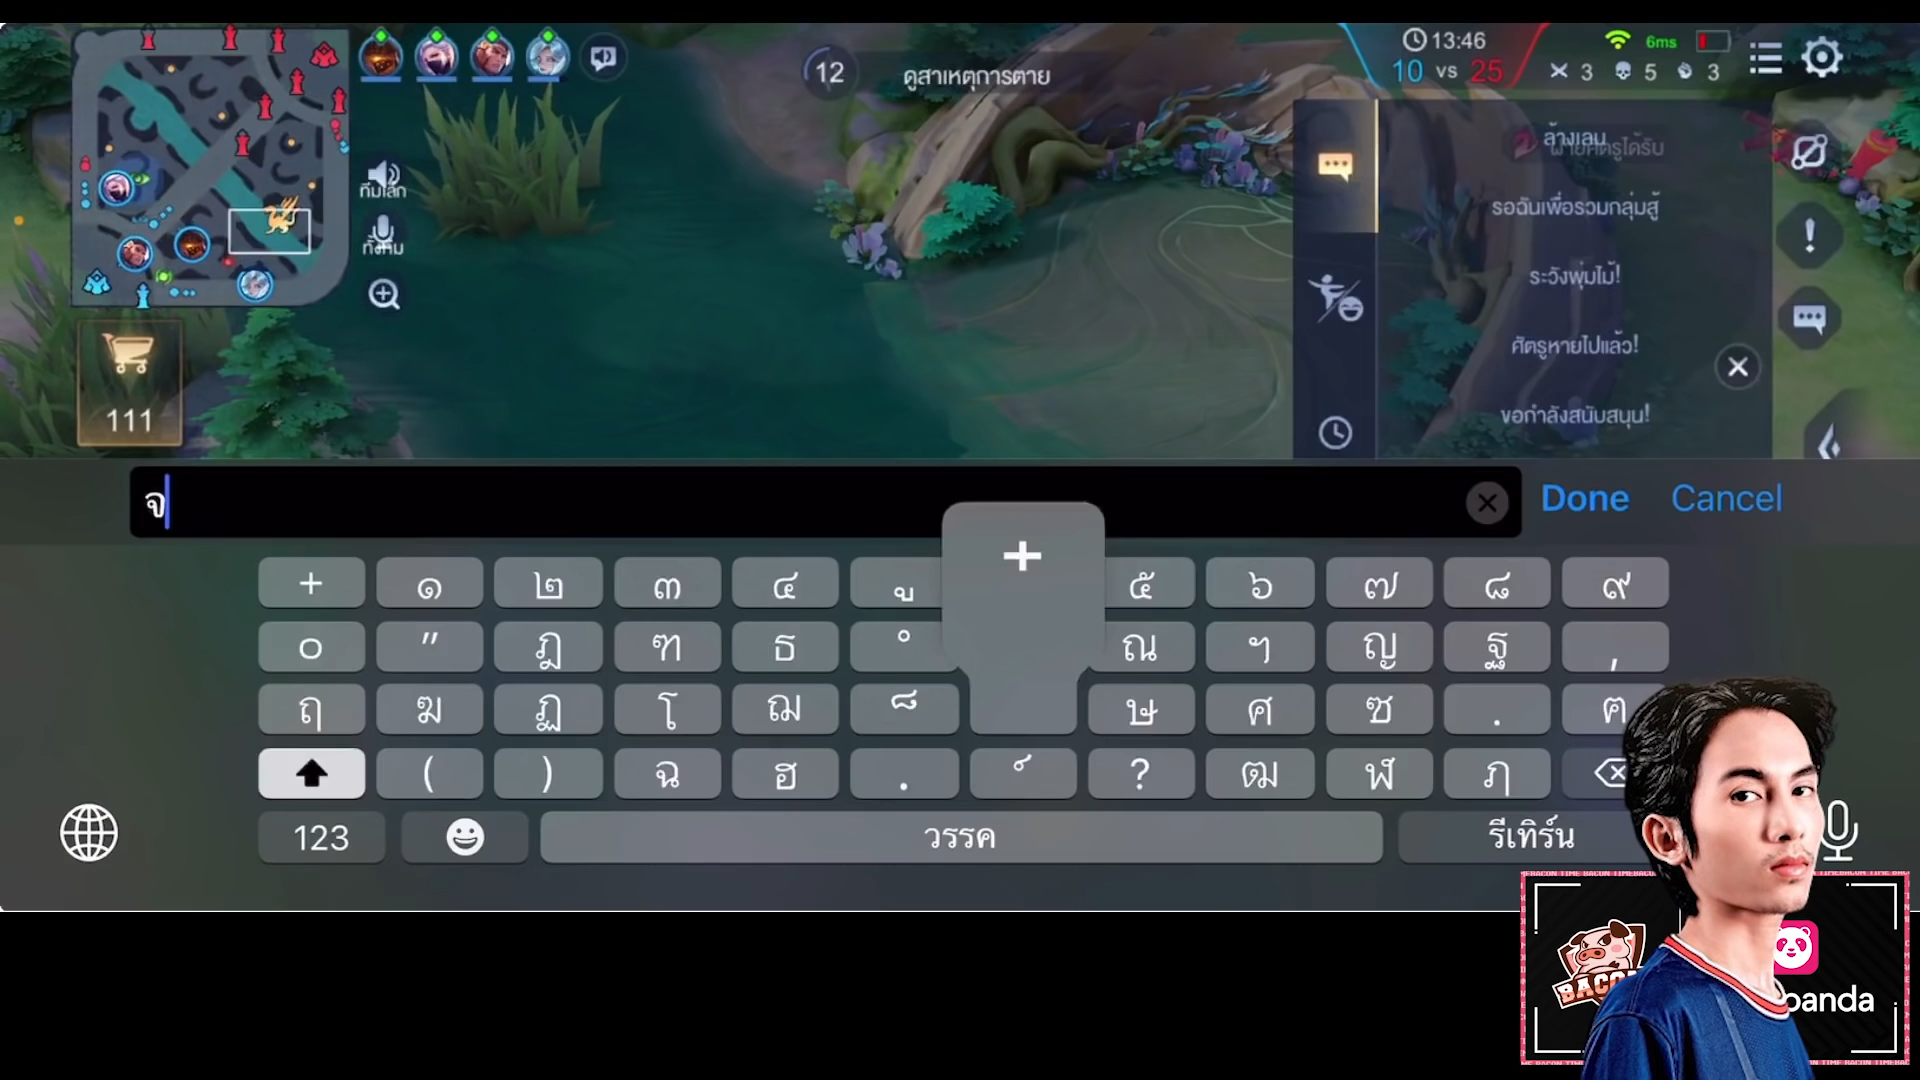 12
ดูสาเหตุการตาย
13:46
6ms
10 vs 25
3
5
3
ทีมโลก
ทั้งทีม
111
ล้างเลน
รอฉันเพื่อรวมกลุ่มสู้
ระวังพุ่มไม้!
ศัตรูหายไปแล้ว!
ขอกำลังสนับสนุน!
จ
Done
Cancel
+
+ ๑ ๒ ๓ ๔ ู ๕ ๖ ๗ ๘ ๙
๐ " ฎ ฑ ธ ํ ณ ฯ ญ ฐ ,
ฤ ฆ ฏ โ ฌ ็ ษ ศ ซ . ฅ
( ) ฉ ฮ ฺ ์ ? ฒ ฬ ฦ
123
วรรค
รีเทิร์น
panda